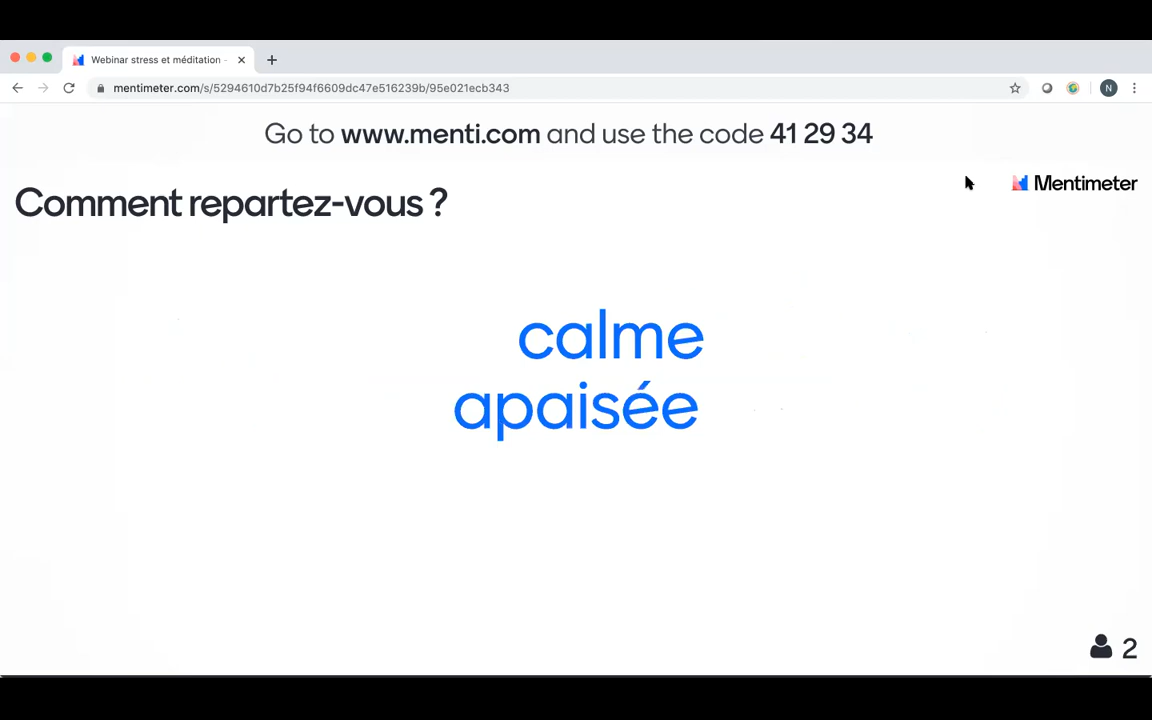 Webinar stress et méditation -
mentimeter.com/s/5294610d7b25f94f6609dc47e516239b/95e021ecb343
N
Go to www.menti.com and use the code 41 29 34
Mentimeter
Comment repartez-vous ?
calme
apaisée
2